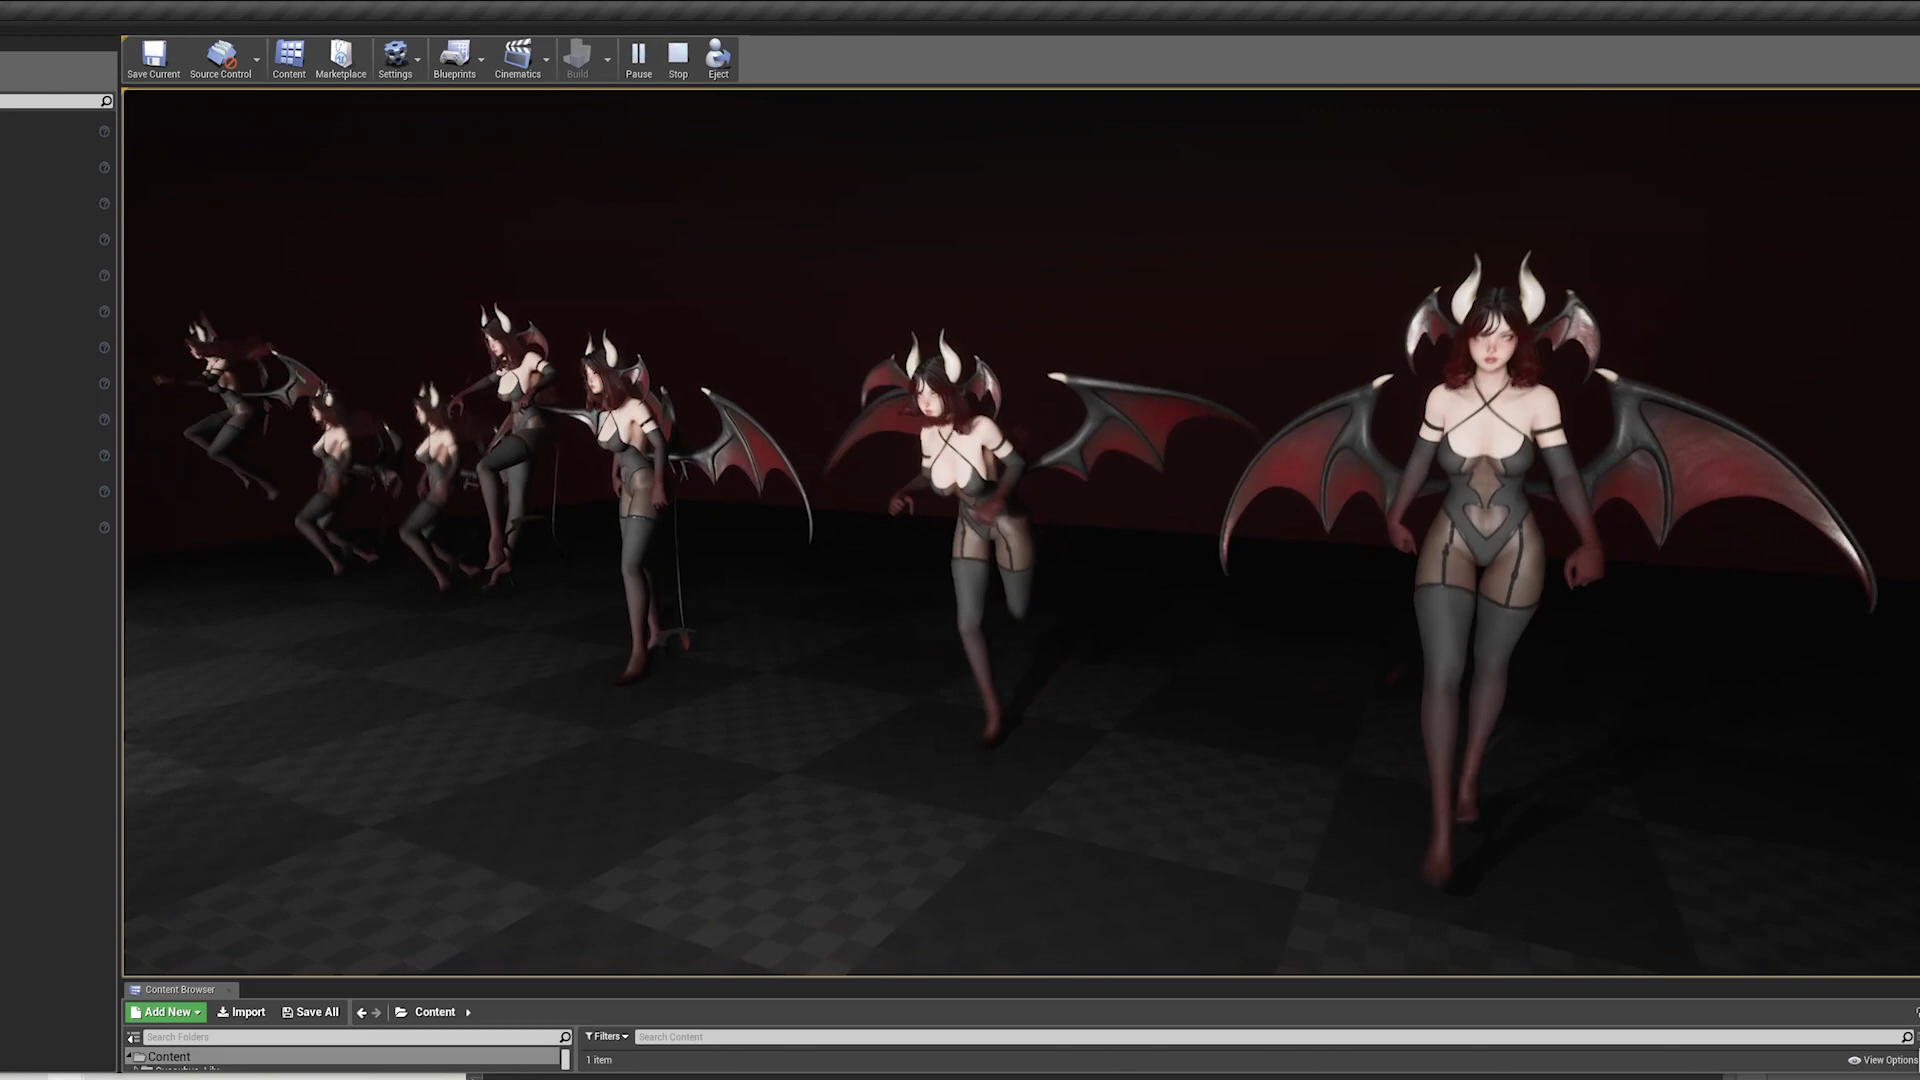 Save Current Source Control Content Marketplace Settings Blueprints Cinematics Build Pause Stop Eject
Content Browser
Add New Import Save All Content
Search Folders Filters Search Content
Content
1 item View Options